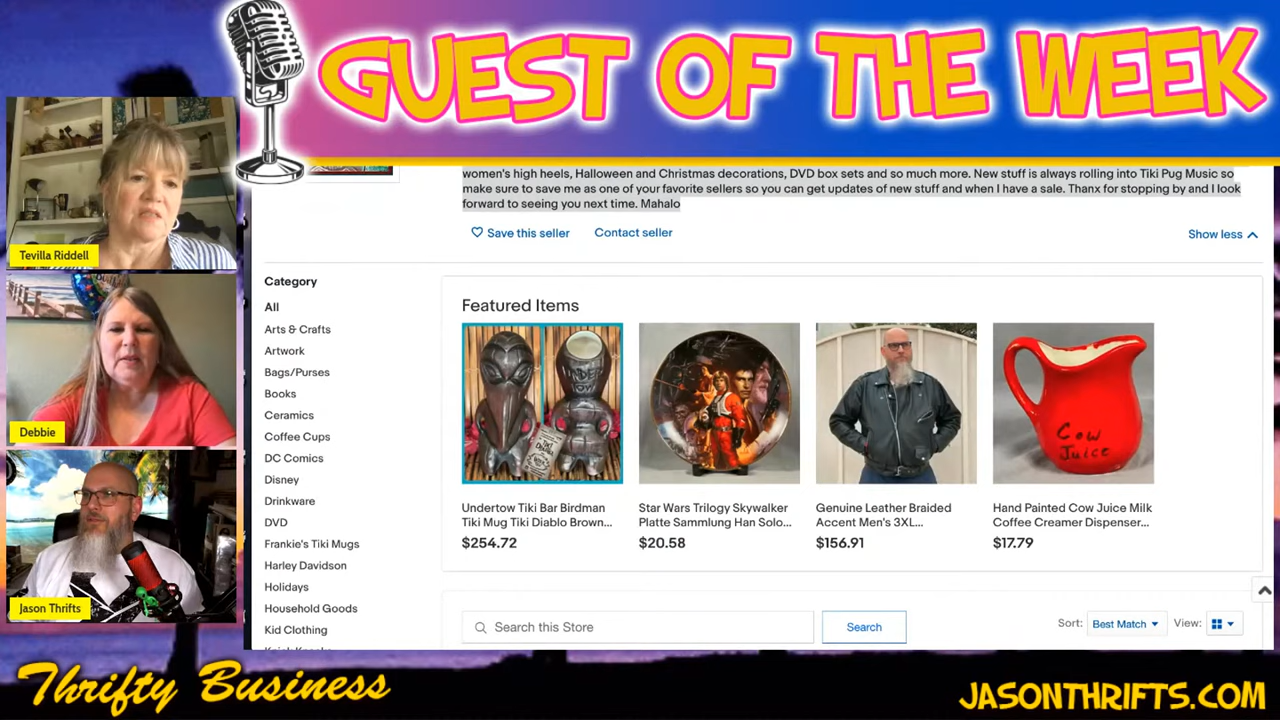 GUEST OF THE WEEK
Tevilla Riddell
Debbie
Jason Thrifts
women's high heels, Halloween and Christmas decorations, DVD box sets and so much more. New stuff is always rolling into Tiki Pug Music so
make sure to save me as one of your favorite sellers so you can get updates of new stuff and when I have a sale. Thanx for stopping by and I look
forward to seeing you next time. Mahalo
Save this seller
Contact seller
Show less
Category
All
Arts & Crafts
Artwork
Bags/Purses
Books
Ceramics
Coffee Cups
DC Comics
Disney
Drinkware
DVD
Frankie's Tiki Mugs
Harley Davidson
Holidays
Household Goods
Kid Clothing
Featured Items
Cow
Juice
Undertow Tiki Bar Birdman
Tiki Mug Tiki Diablo Brown...
$254.72
Star Wars Trilogy Skywalker
Platte Sammlung Han Solo...
$20.58
Genuine Leather Braided
Accent Men's 3XL...
$156.91
Hand Painted Cow Juice Milk
Coffee Creamer Dispenser...
$17.79
Search this Store
Search
Sort: Best Match
View:
Thrifty Business
JASONTHRIFTS.COM